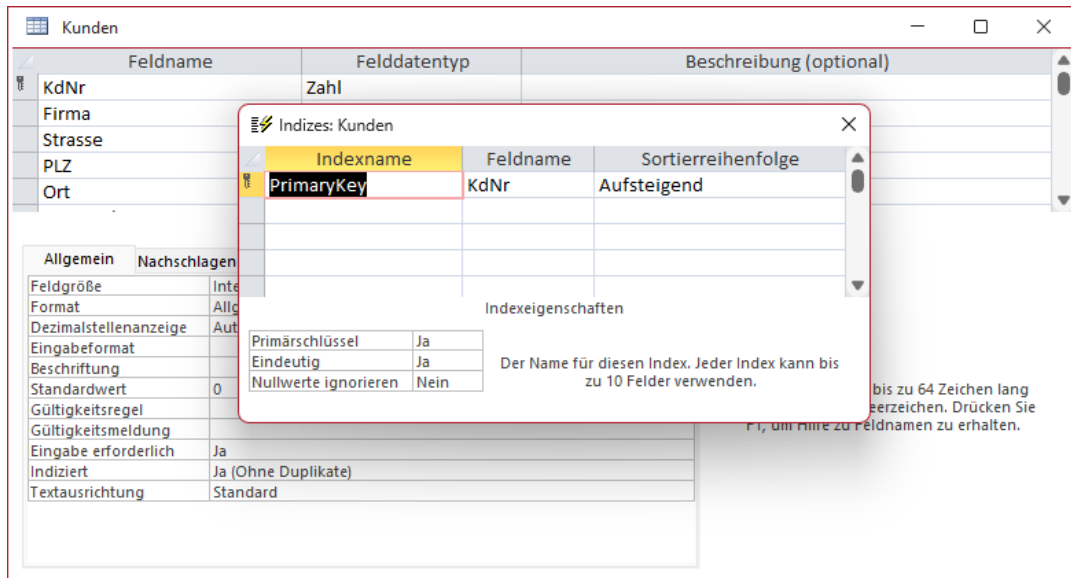 Kunden
Feldname Felddatentyp Beschreibung (optional)
KdNr Zahl
Firma
Strasse
PLZ
Ort
Indizes: Kunden
Indexname Feldname Sortierreihenfolge
PrimaryKey KdNr Aufsteigend
Indexeigenschaften
Primärschlüssel Ja
Eindeutig Ja
Nullwerte ignorieren Nein
Der Name für diesen Index. Jeder Index kann bis
zu 10 Felder verwenden.
Allgemein Nachschlagen
Feldgröße Inte
Format Allg
Dezimalstellenanzeige Aut
Eingabeformat
Beschriftung
Standardwert 0
Gültigkeitsregel
Gültigkeitsmeldung
Eingabe erforderlich Ja
Indiziert Ja (Ohne Duplikate)
Textausrichtung Standard
bis zu 64 Zeichen lang
eerzeichen. Drücken Sie
F1, um Hilfe zu Feldnamen zu erhalten.